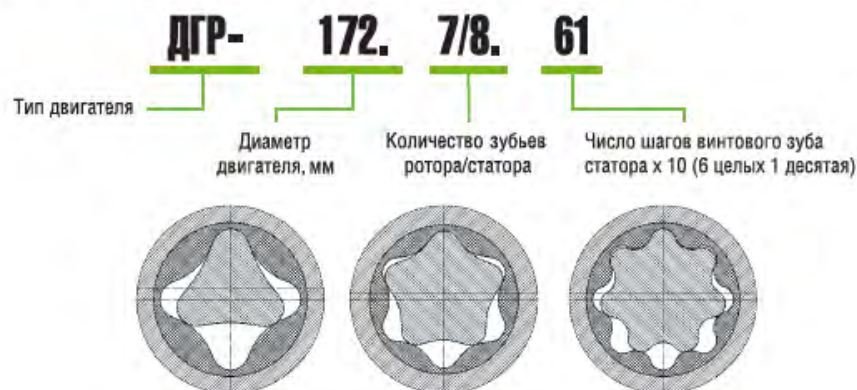 ДГР- 172. 7/8. 61
Тип двигателя
Диаметр
двигателя, мм
Количество зубьев
ротора/статора
Число шагов винтового зуба
статора x 10 (6 целых 1 десятая)